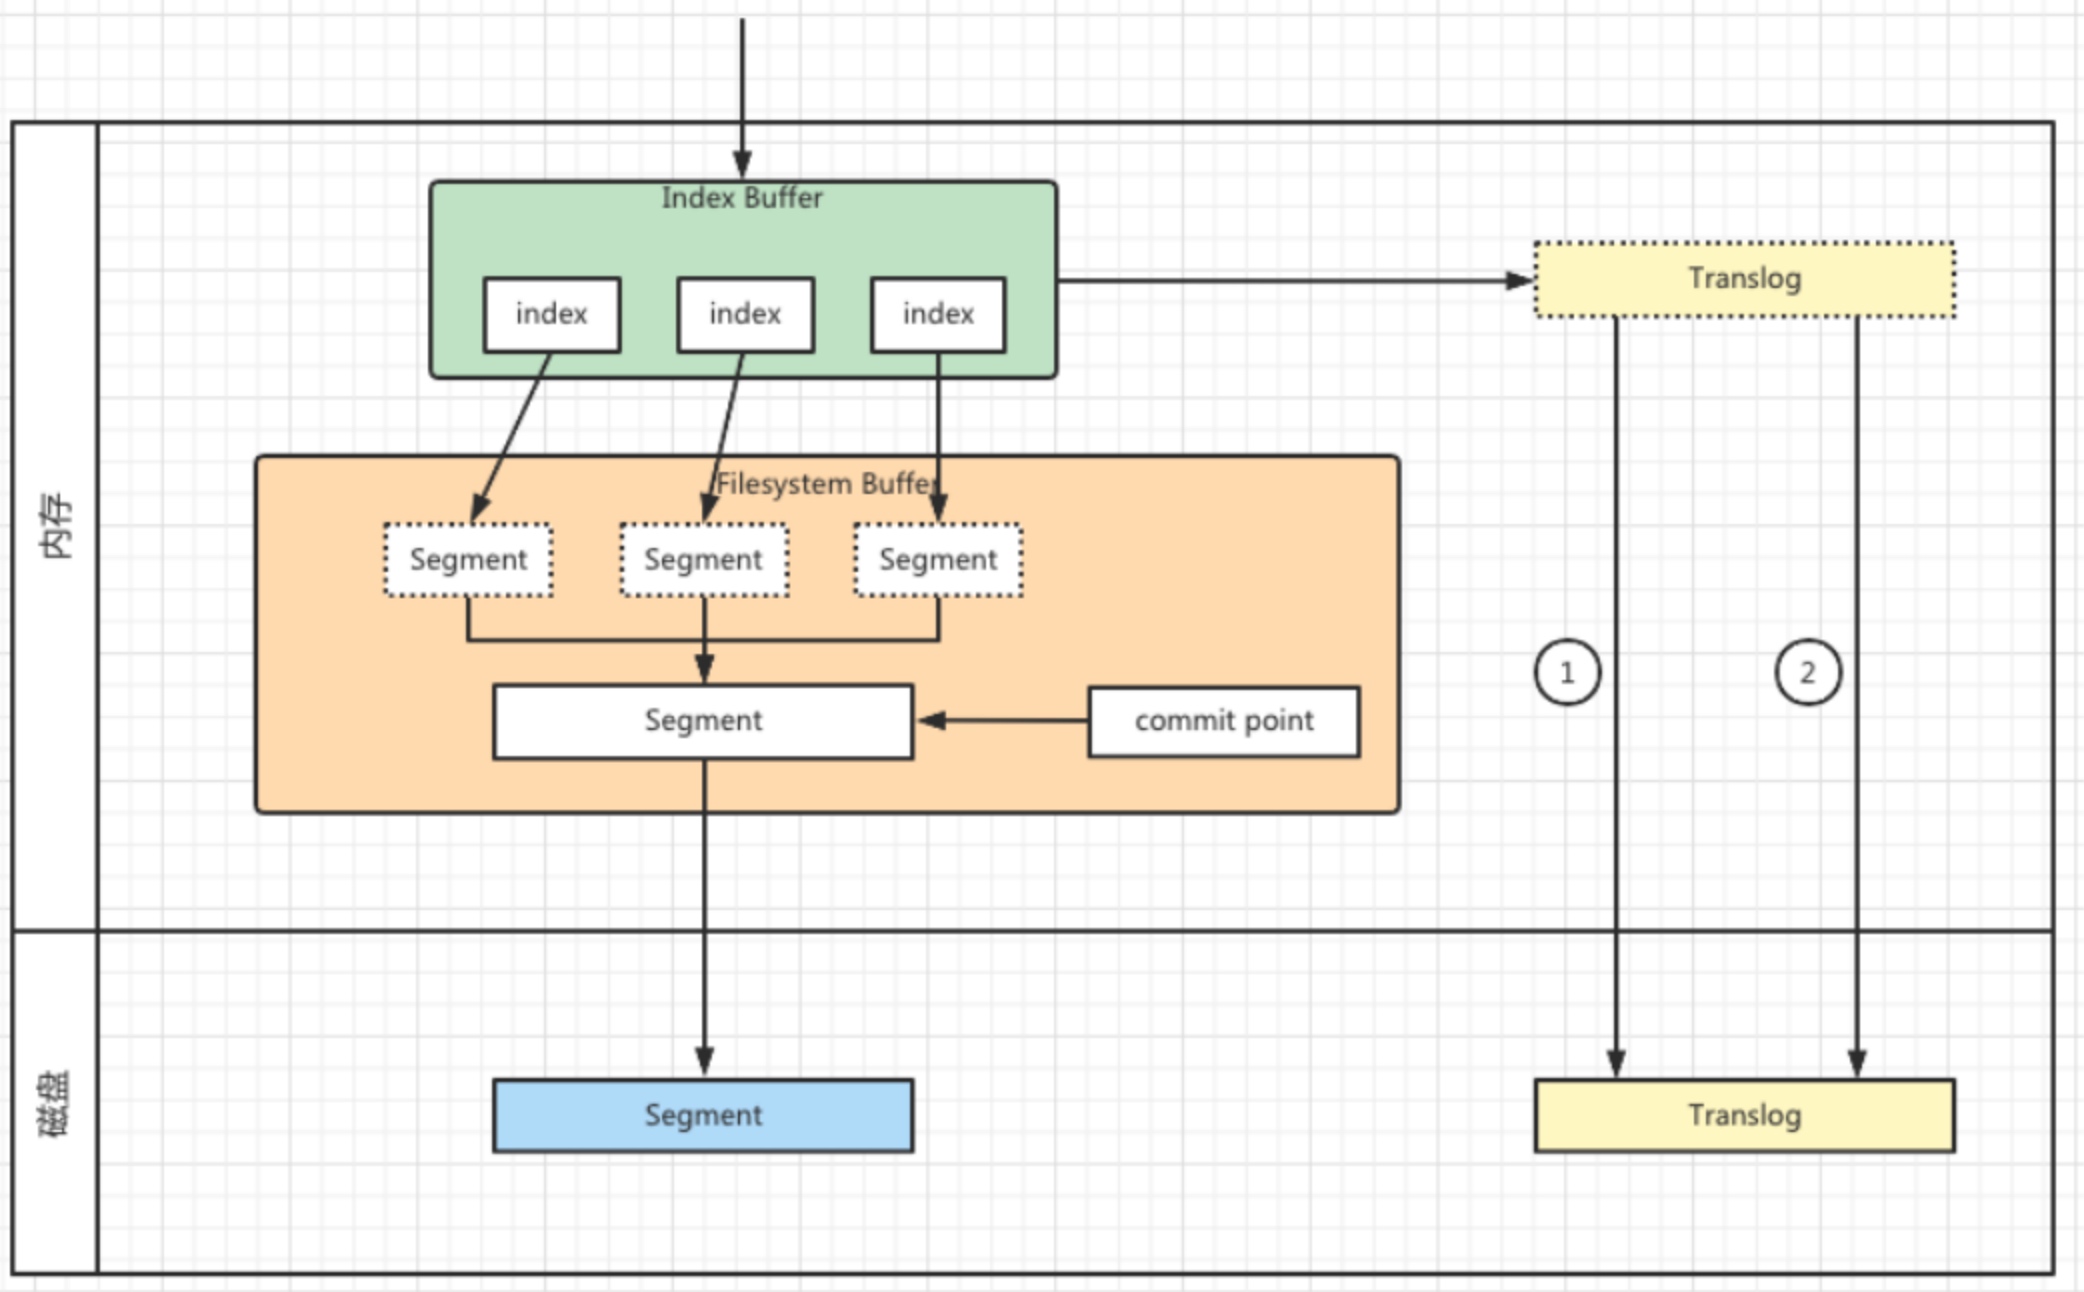 Index Buffer
index
index
index
Translog
内存
Filesystem Buffer
Segment
Segment
Segment
1
2
Segment
commit point
磁盘
Segment
Translog